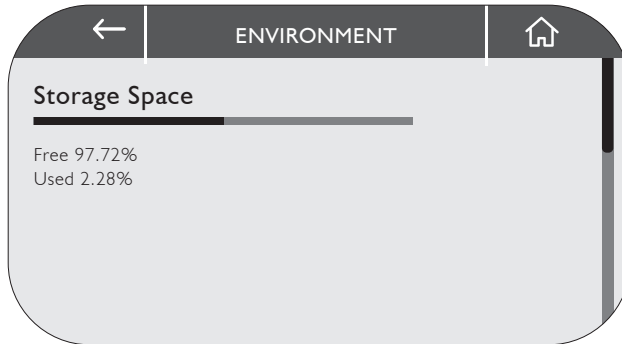 ENVIRONMENT
Storage Space
Free 97.72%
Used 2.28%